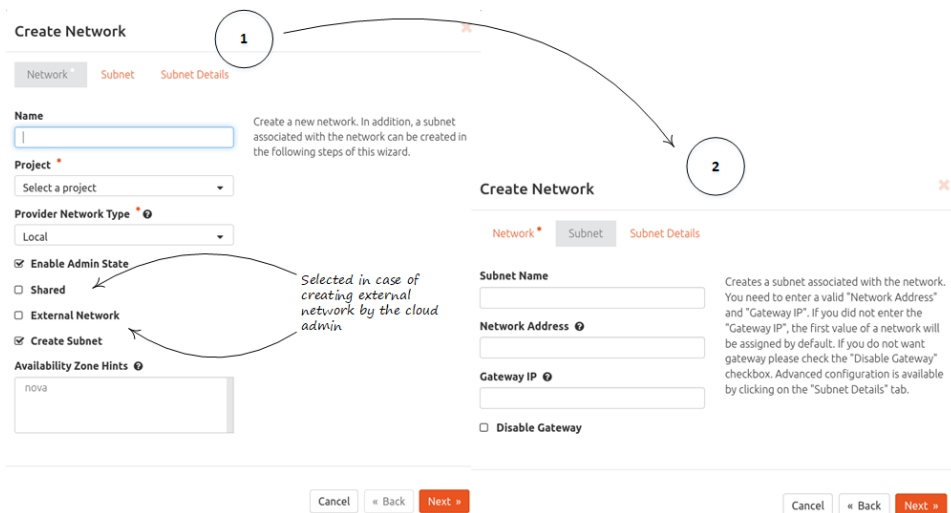 Create Network
1
Network *
Subnet
Subnet Details
Name
Create a new network. In addition, a subnet
associated with the network can be created in
the following steps of this wizard.
Project *
Select a project
Provider Network Type *
Local
Enable Admin State
Shared
External Network
Create Subnet
Selected in case of
creating external
network by the cloud
admin
Availability Zone Hints
nova
Cancel
« Back
Next »
2
Create Network
Network *
Subnet
Subnet Details
Subnet Name
Network Address
Gateway IP
Disable Gateway
Creates a subnet associated with the network.
You need to enter a valid "Network Address"
and "Gateway IP". If you did not enter the
"Gateway IP", the first value of a network will
be assigned by default. If you do not want
gateway please check the "Disable Gateway"
checkbox. Advanced configuration is available
by clicking on the "Subnet Details" tab.
Cancel
« Back
Next »